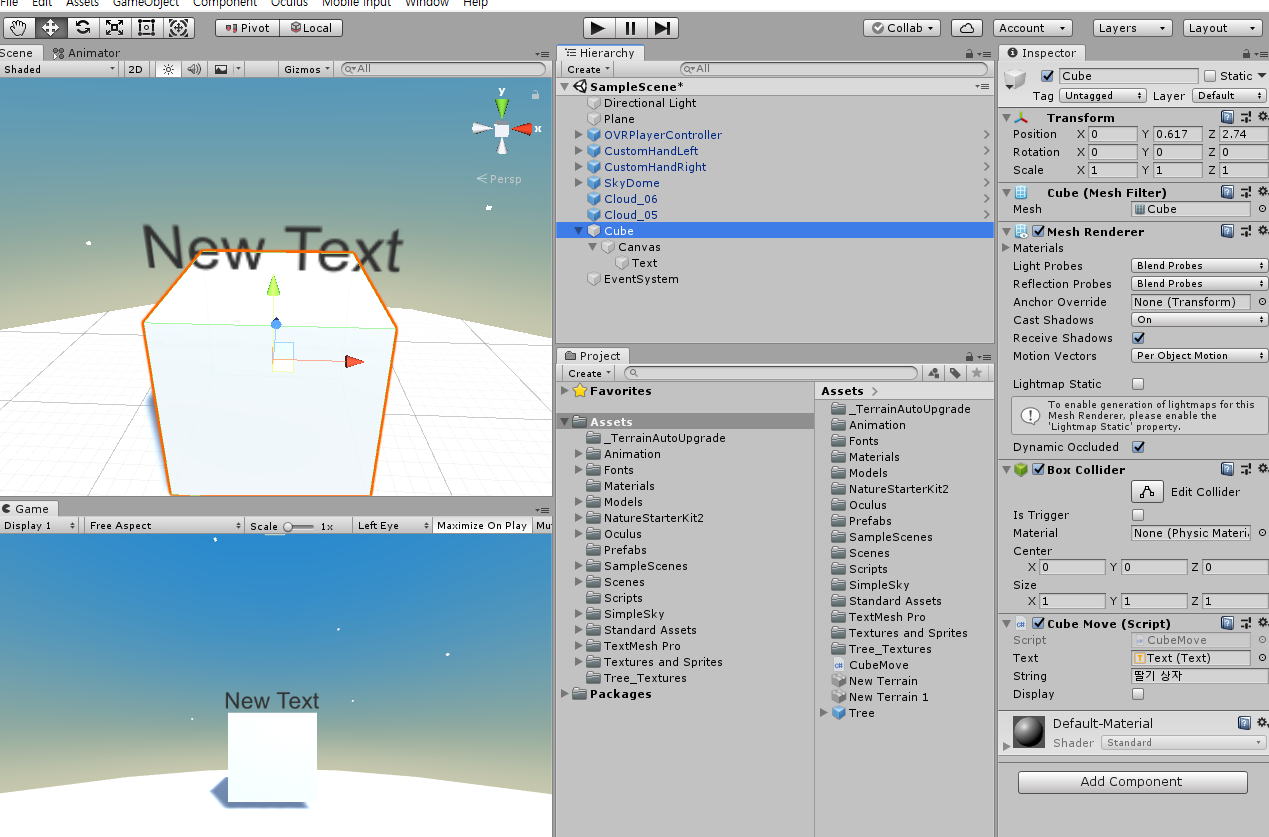 File Edit Assets GameObject Component Oculus Mobile Input Window Help
Pivot Local Collab Account Layers Layout
Scene Animator
Shaded 2D Gizmos All
y
x
Persp
New Text
Game
Display 1 Free Aspect Scale 1x Left Eye Maximize On Play Mu
New Text
Hierarchy
Create All
SampleScene*
Directional Light
Plane
OVRPlayerController
CustomHandLeft
CustomHandRight
SkyDome
Cloud_06
Cloud_05
Cube
Canvas
Text
EventSystem
Project
Create
Favorites
Assets
_TerrainAutoUpgrade
Animation
Fonts
Materials
Models
NatureStarterKit2
Oculus
Prefabs
SampleScenes
Scenes
Scripts
SimpleSky
Standard Assets
TextMesh Pro
Textures and Sprites
Tree_Textures
Packages
Assets
_TerrainAutoUpgrade
Animation
Fonts
Materials
Models
NatureStarterKit2
Oculus
Prefabs
SampleScenes
Scenes
Scripts
SimpleSky
Standard Assets
TextMesh Pro
Textures and Sprites
Tree_Textures
CubeMove
New Terrain
New Terrain 1
Tree
Inspector
Cube Static
Tag Untagged Layer Default
Transform
Position X 0 Y 0.617 Z 2.74
Rotation X 0 Y 0 Z 0
Scale X 1 Y 1 Z 1
Cube (Mesh Filter)
Mesh Cube
Mesh Renderer
Materials
Light Probes Blend Probes
Reflection Probes Blend Probes
Anchor Override None (Transform)
Cast Shadows On
Receive Shadows
Motion Vectors Per Object Motion
Lightmap Static
To enable generation of lightmaps for this
Mesh Renderer, please enable the
'Lightmap Static' property.
Dynamic Occluded
Box Collider
Edit Collider
Is Trigger
Material None (Physic Materi
Center
X 0 Y 0 Z 0
Size
X 1 Y 1 Z 1
Cube Move (Script)
Script CubeMove
Text Text (Text)
String 딸기 상자
Display
Default-Material
Shader Standard
Add Component